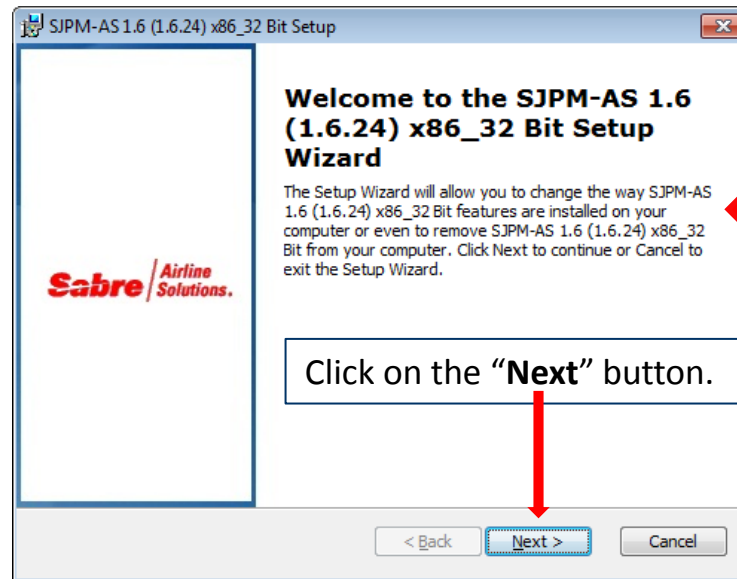 SJPM-AS 1.6 (1.6.24) x86_32 Bit Setup
Welcome to the SJPM-AS 1.6
(1.6.24) x86_32 Bit Setup
Wizard
The Setup Wizard will allow you to change the way SJPM-AS
1.6 (1.6.24) x86_32 Bit features are installed on your
computer or even to remove SJPM-AS 1.6 (1.6.24) x86_32
Bit from your computer. Click Next to continue or Cancel to
exit the Setup Wizard.
Sabre Airline
Solutions.
Click on the “Next” button.
< Back Next > Cancel